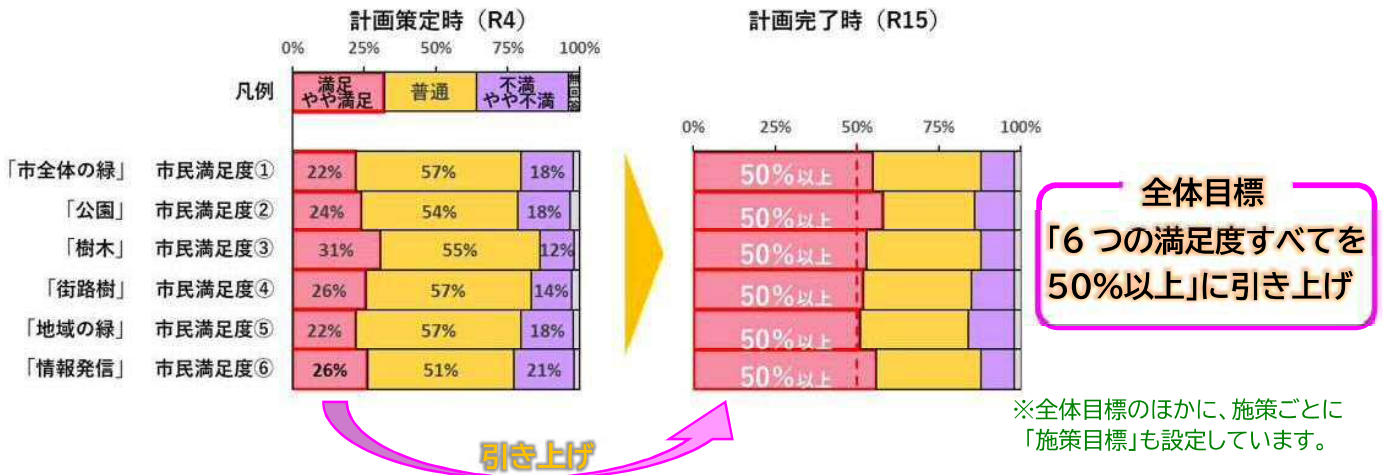 計画策定時（R4）
0% 25% 50% 75% 100%
凡例 満足 やや満足 普通 不満 やや不満 無回答
「市全体の緑」 市民満足度① 22% 57% 18%
「公園」 市民満足度② 24% 54% 18%
「樹木」 市民満足度③ 31% 55% 12%
「街路樹」 市民満足度④ 26% 57% 14%
「地域の緑」 市民満足度⑤ 22% 57% 18%
「情報発信」 市民満足度⑥ 26% 51% 21%
引き上げ
計画完了時（R15）
0% 25% 50% 75% 100%
50%以上
50%以上
50%以上
50%以上
50%以上
50%以上
全体目標
「6つの満足度すべてを
50%以上」に引き上げ
※全体目標のほかに、施策ごとに
「施策目標」も設定しています。